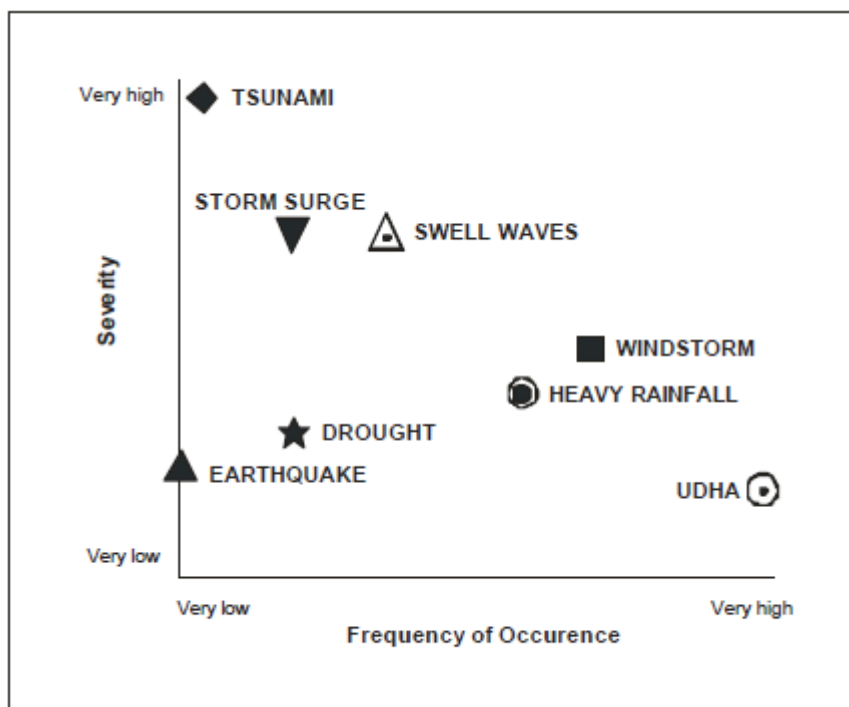 Very high
TSUNAMI
STORM SURGE
SWELL WAVES
Severity
WINDSTORM
HEAVY RAINFALL
DROUGHT
EARTHQUAKE
UDHA
Very low
Very low
Very high
Frequency of Occurence